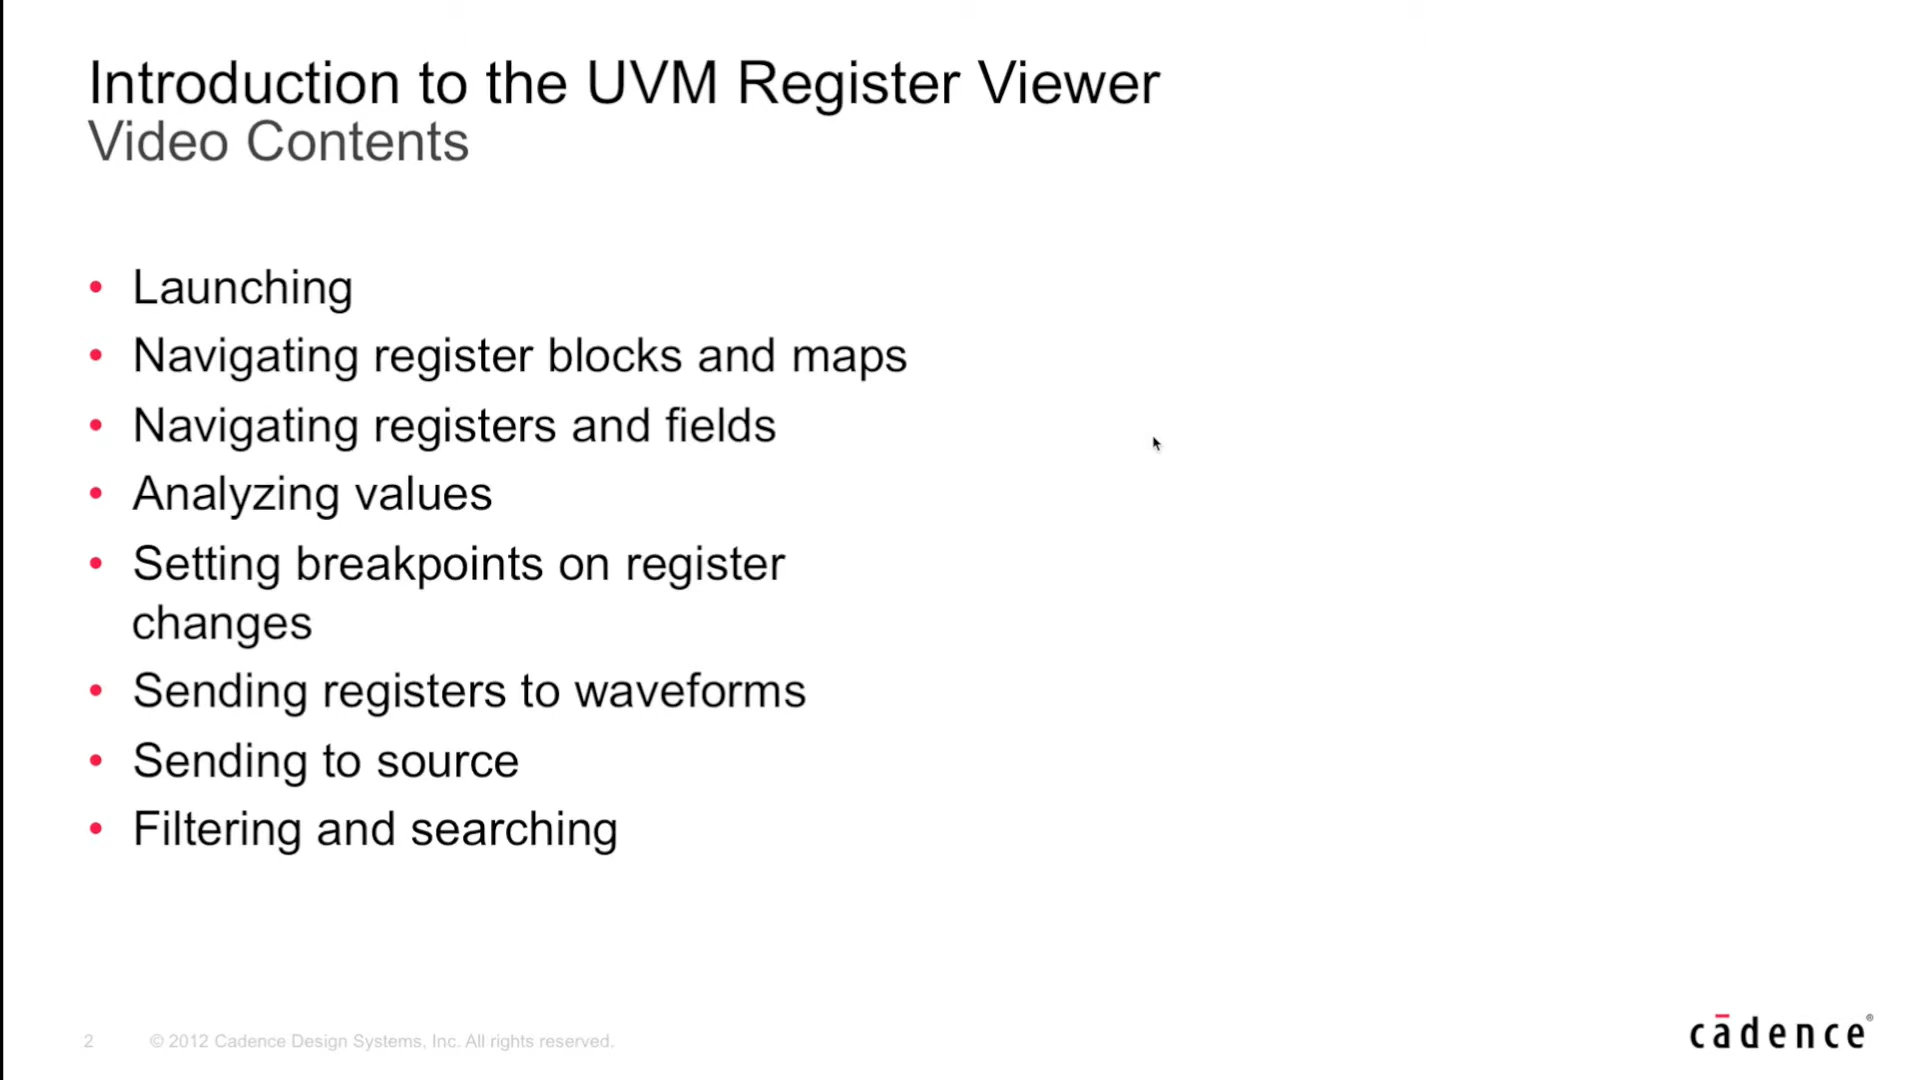 Introduction to the UVM Register Viewer
Video Contents
• Launching
• Navigating register blocks and maps
• Navigating registers and fields
• Analyzing values
• Setting breakpoints on register
changes
• Sending registers to waveforms
• Sending to source
• Filtering and searching
2 © 2012 Cadence Design Systems, Inc. All rights reserved.
cādence®